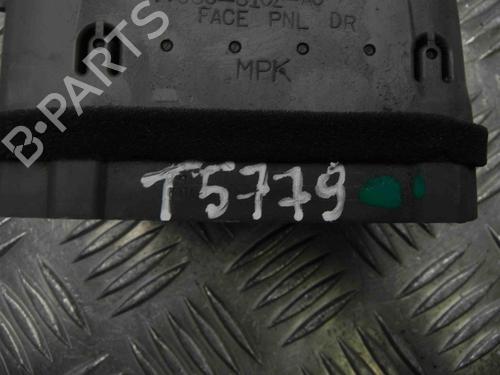 FACE PNL DR
MPK
B-PARTS
T5779